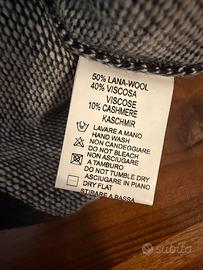 50% LANA-WOOL
40% VISCOSA
VISCOSE
10% CASHMERE
KASCHMIR
LAVARE A MANO
HAND WASH
NON CANDEGGIARE
DO NOT BLEACH
NON ASCIUGARE
A TAMBURO
DO NOT TUMBLE DRY
ASCIUGARE IN PIANO
DRY FLAT
STIRARE A BASSA
subito